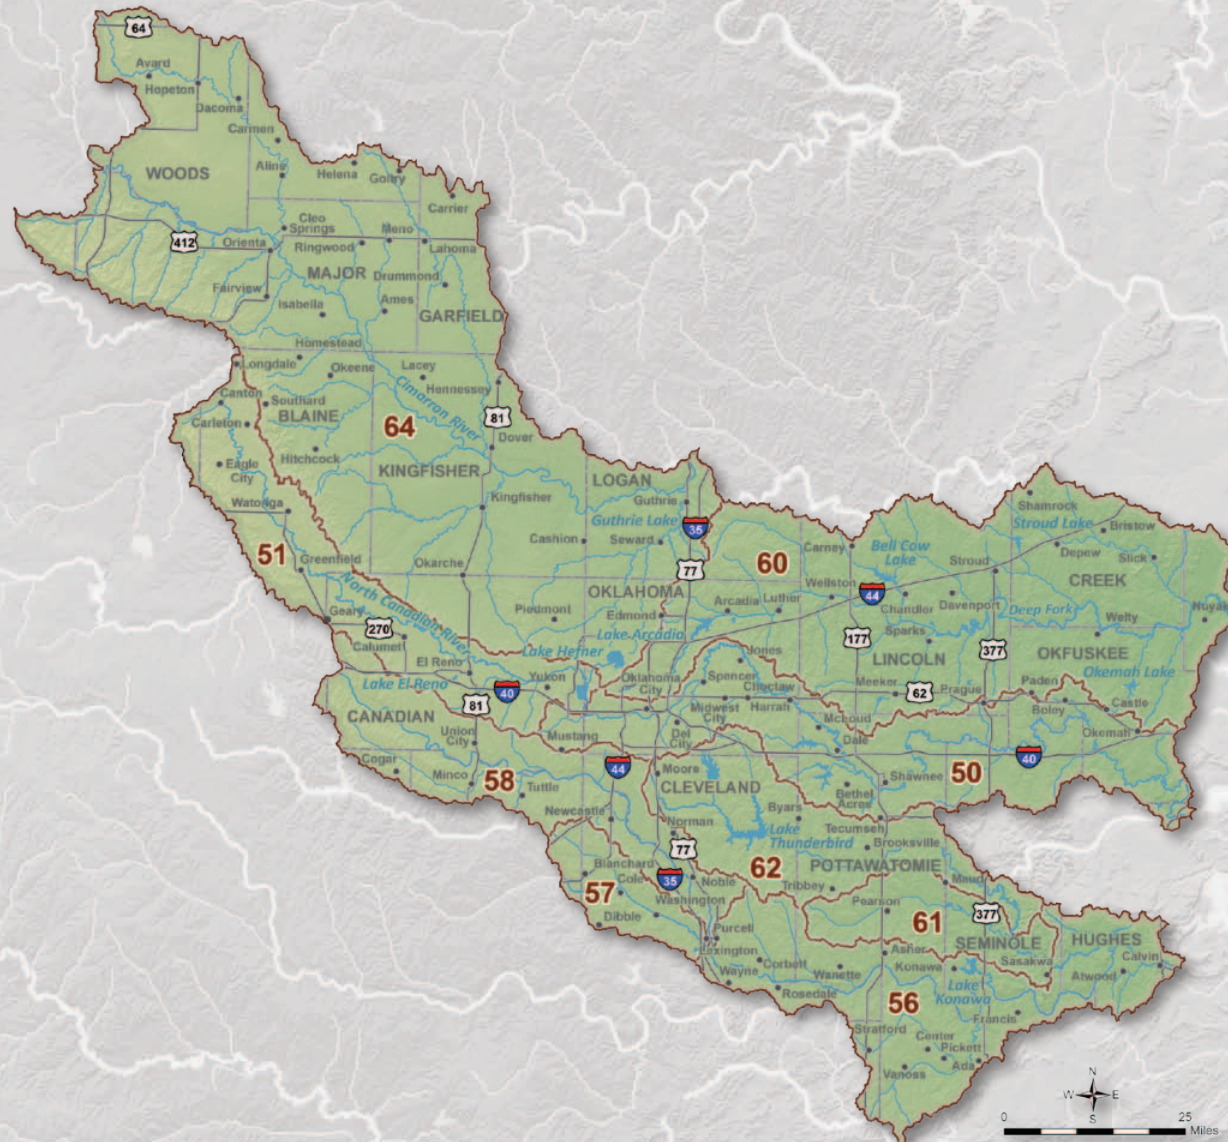 64
Avard
Hopeton
Dacoma
Carmen
WOODS
Aline
Helena
Goltry
Carrier
Cleo
Springs
412
Orienta
Ringwood
Meno
Lahoma
MAJOR
Drummond
Fairview
Isabella
Ames
GARFIELD
Homestead
Longdale
Okeene
Lacey
Hennessey
Cimarron River
Canton
Southard
BLAINE
64
81
Carleton
Dover
Eagle
City
Hitchcock
KINGFISHER
LOGAN
Watonga
Kingfisher
Guthrie
Guthrie Lake
35
Shamrock
Stroud Lake
Bristow
51
Cashion
Seward
Carney
Bell Cow
Lake
Depew
Slick
Greenfield
Okarche
77
60
Stroud
North Canadian River
OKLAHOMA
Wellston
44
CREEK
Geary
Piedmont
Edmond
Arcadia
Luther
Chandler
Davenport
Deep Fork
Nuyaka
270
Lake Arcadia
177
Sparks
Welty
Calumet
Lake Hefner
Jones
LINCOLN
377
OKFUSKEE
El Reno
Okemah Lake
Lake El Reno
40
Yukon
Oklahoma
City
Spencer
Choctaw
Meeker
62
Prague
Paden
81
Midwest
City
Harrah
Boley
Castle
CANADIAN
McLoud
Union
City
Mustang
Del
City
Dale
Okemah
Cogar
44
Moore
40
Minco
58
Tuttle
CLEVELAND
Shawnee
50
Bethel
Acres
Newcastle
Byars
Norman
Lake
Thunderbird
Tecumseh
77
Brooksville
Blanchard
62
POTTAWATOMIE
57
Cole
35
Noble
Tribbey
Maud
Washington
Pearson
Dibble
61
377
Purcell
SEMINOLE
HUGHES
Lexington
Asher
Calvin
Wayne
Corbett
Wanette
Konawa
Sasakwa
Atwood
Rosedale
Lake
Konawa
56
Francis
Stratford
Center
Pickett
Ada
Vanoss
N
W
E
S
0
25
Miles